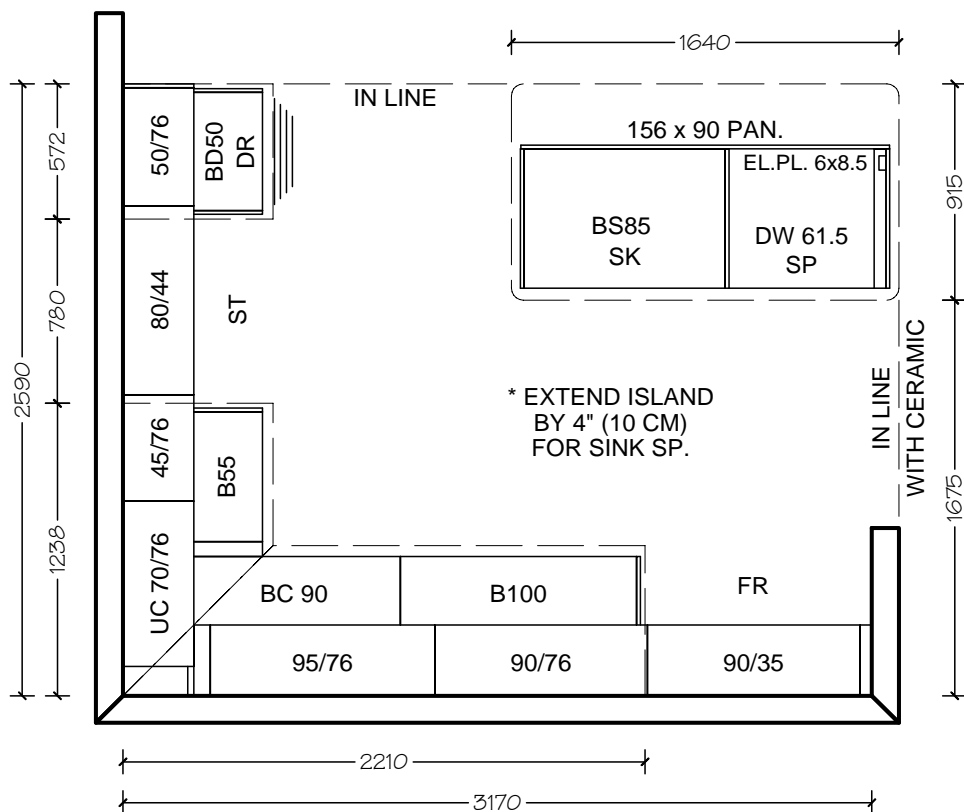 1640
IN LINE
156 x 90 PAN.
EL.PL. 6x8.5
BS85
SK
DW 61.5
SP
915
572
50/76
BD50
DR
780
80/44
ST
2590
* EXTEND ISLAND
BY 4" (10 CM)
FOR SINK SP.
IN LINE
WITH CERAMIC
1675
45/76
B55
1238
UC 70/76
BC 90
B100
FR
95/76
90/76
90/35
2210
3170